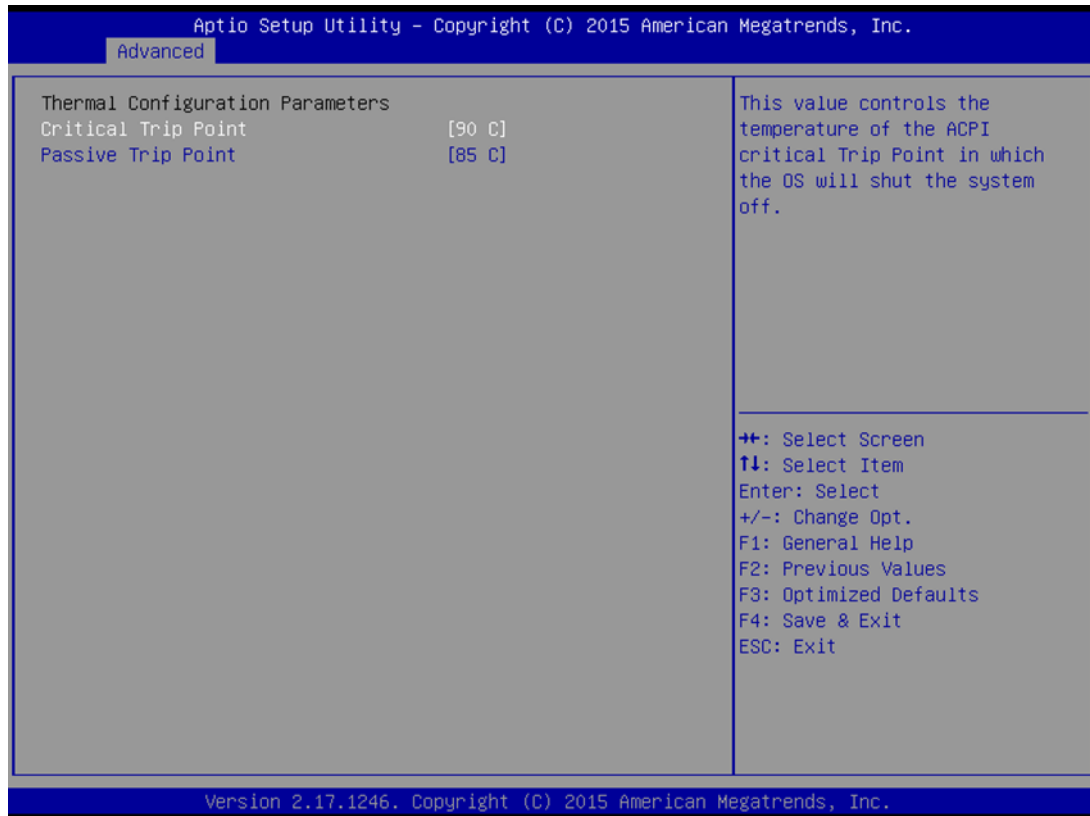 Aptio Setup Utility – Copyright (C) 2015 American Megatrends, Inc.
Advanced
Thermal Configuration Parameters
Critical Trip Point [90 C]
Passive Trip Point [85 C]
This value controls the
temperature of the ACPI
critical Trip Point in which
the OS will shut the system
off.
→←: Select Screen
↑↓: Select Item
Enter: Select
+/-: Change Opt.
F1: General Help
F2: Previous Values
F3: Optimized Defaults
F4: Save & Exit
ESC: Exit
Version 2.17.1246. Copyright (C) 2015 American Megatrends, Inc.